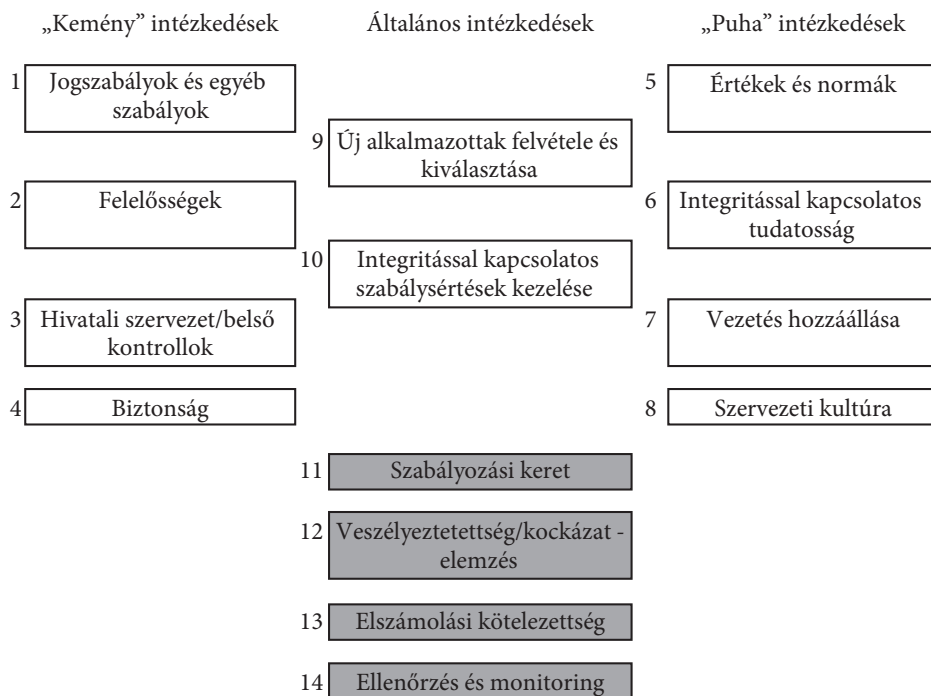 „Kemény” intézkedések
Általános intézkedések
„Puha” intézkedések
1 Jogszabályok és egyéb
szabályok
5 Értékek és normák
9 Új alkalmazottak felvétele és
kiválasztása
2 Felelősségek
6 Integritással kapcsolatos
tudatosság
10 Integritással kapcsolatos
szabálysértések kezelése
3 Hivatali szervezet/belső
kontrollok
7 Vezetés hozzáállása
4 Biztonság
8 Szervezeti kultúra
11 Szabályozási keret
12 Veszélyeztetettség/kockázat -
elemzés
13 Elszámolási kötelezettség
14 Ellenőrzés és monitoring